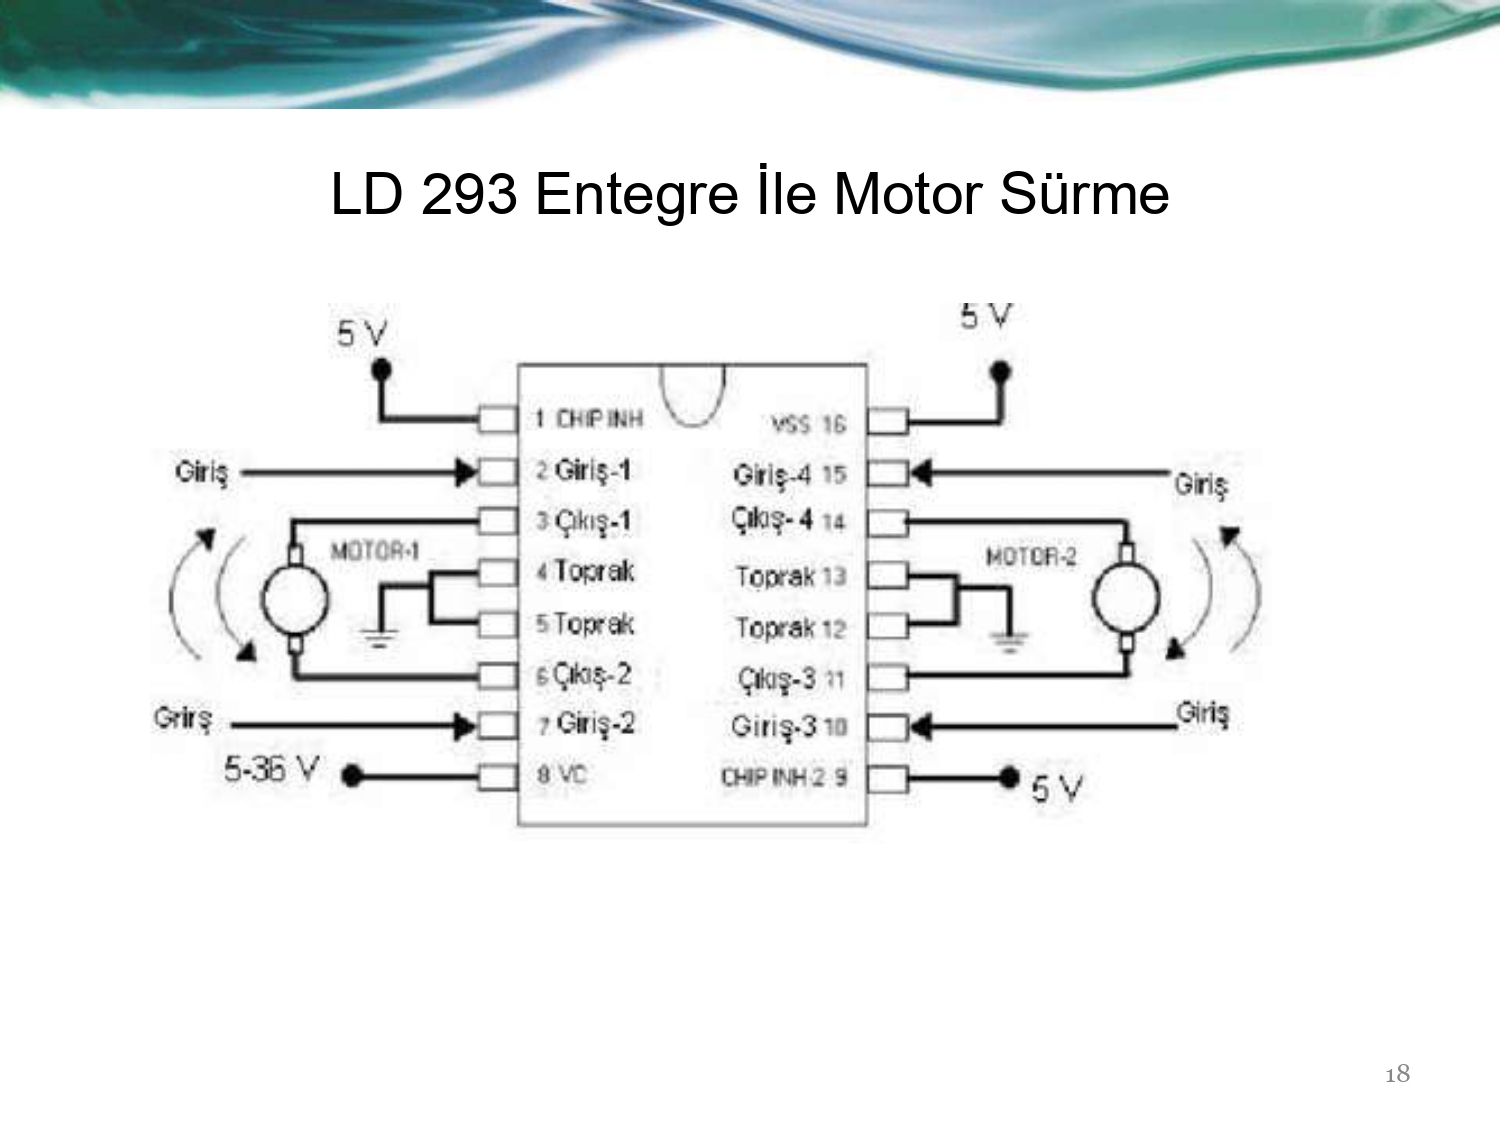 LD 293 Entegre İle Motor Sürme
5 V
5 V
1 CHIP INH
VSS 16
Giriş
2 Giriş-1
Giriş-4 15
Giriş
3 Çıkış-1
Çıkış-4 14
MOTOR-1
MOTOR-2
4 Toprak
Toprak 13
5 Toprak
Toprak 12
6 Çıkış-2
Çıkış-3 11
Grirş
7 Giriş-2
Giriş-3 10
Giriş
5-36 V
8 VC
CHIP INH 2 9
5 V
18